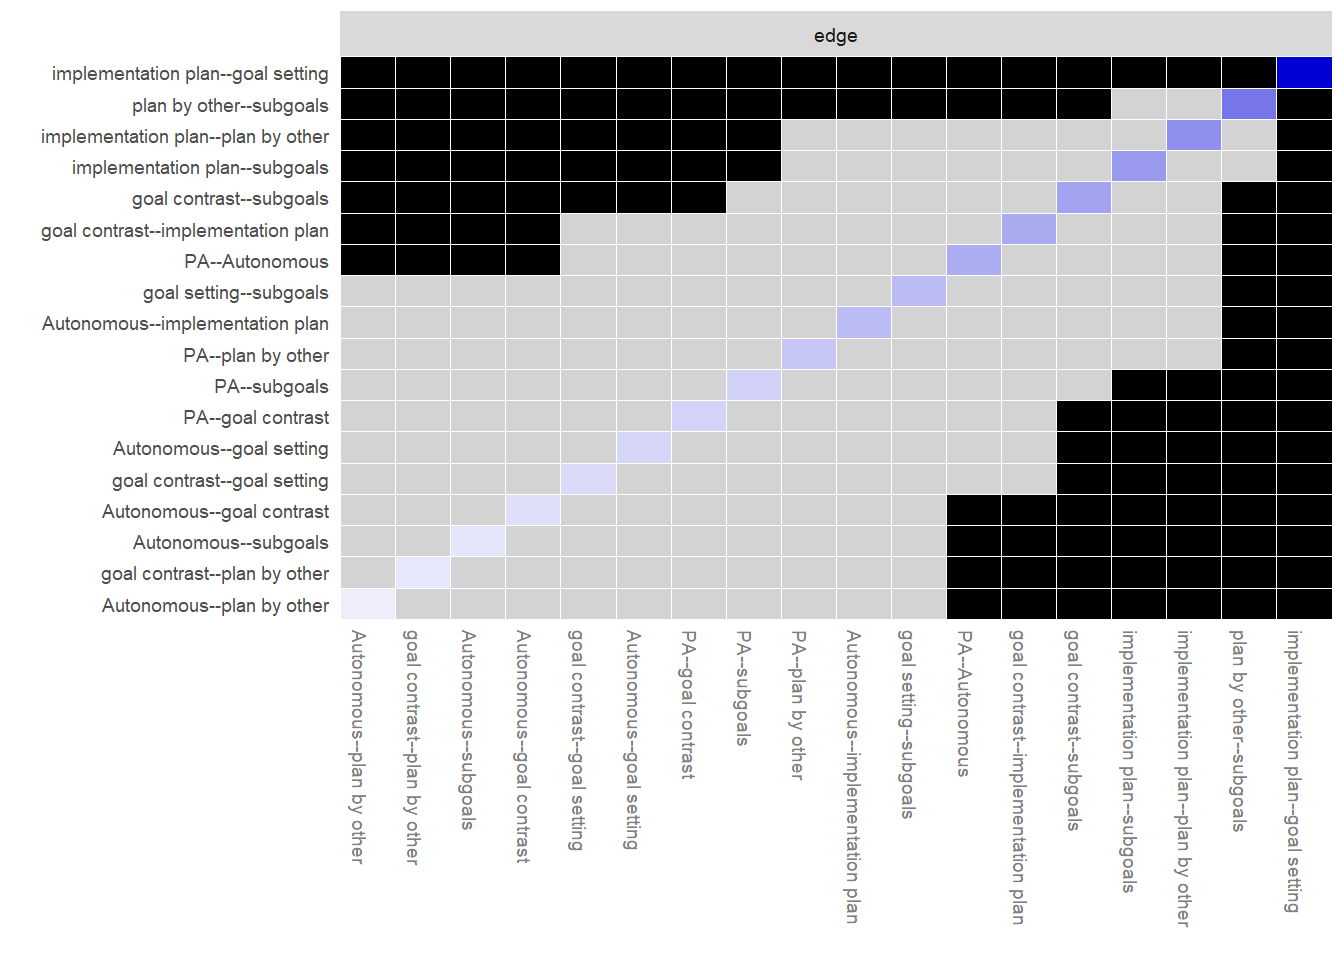 edge
implementation plan--goal setting
plan by other--subgoals
implementation plan--plan by other
implementation plan--subgoals
goal contrast--subgoals
goal contrast--implementation plan
PA--Autonomous
goal setting--subgoals
Autonomous--implementation plan
PA--plan by other
PA--subgoals
PA--goal contrast
Autonomous--goal setting
goal contrast--goal setting
Autonomous--goal contrast
Autonomous--subgoals
goal contrast--plan by other
Autonomous--plan by other
Autonomous--plan by other
goal contrast--plan by other
Autonomous--subgoals
Autonomous--goal contrast
goal contrast--goal setting
Autonomous--goal setting
PA--goal contrast
PA--subgoals
PA--plan by other
Autonomous--implementation plan
goal setting--subgoals
PA--Autonomous
goal contrast--implementation plan
goal contrast--subgoals
implementation plan--subgoals
implementation plan--plan by other
plan by other--subgoals
implementation plan--goal setting